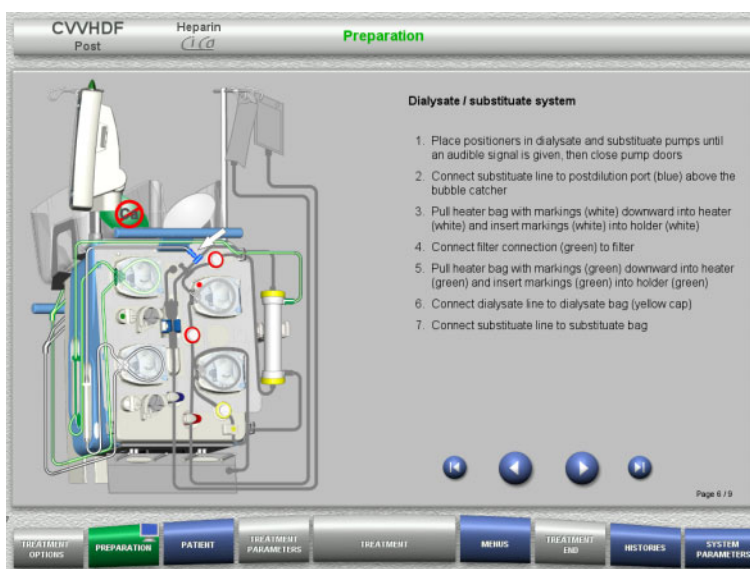 CVVHDF
Post
Heparin
Ci Ca
Preparation
Ca
Dialysate / substituate system
1. Place positioners in dialysate and substituate pumps until
an audible signal is given, then close pump doors
2. Connect substituate line to postdilution port (blue) above the
bubble catcher
3. Pull heater bag with markings (white) downward into heater
(white) and insert markings (white) into holder (white)
4. Connect filter connection (green) to filter
5. Pull heater bag with markings (green) downward into heater
(green) and insert markings (green) into holder (green)
6. Connect dialysate line to dialysate bag (yellow cap)
7. Connect substituate line to substituate bag
Page 6 / 9
TREATMENT
OPTIONS
PREPARATION
PATIENT
TREATMENT
PARAMETERS
TREATMENT
MENUS
TREATMENT
END
HISTORIES
SYSTEM
PARAMETERS